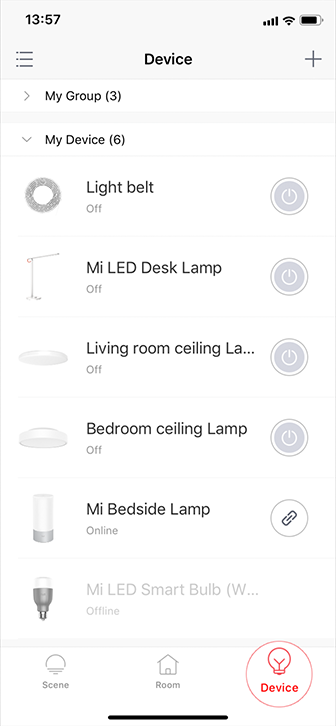 13:57
Device
My Group (3)
My Device (6)
Light belt
Off
Mi LED Desk Lamp
Off
Living room ceiling La...
Off
Bedroom ceiling Lamp
Off
Mi Bedside Lamp
Online
Mi LED Smart Bulb (W...
Offline
Scene
Room
Device